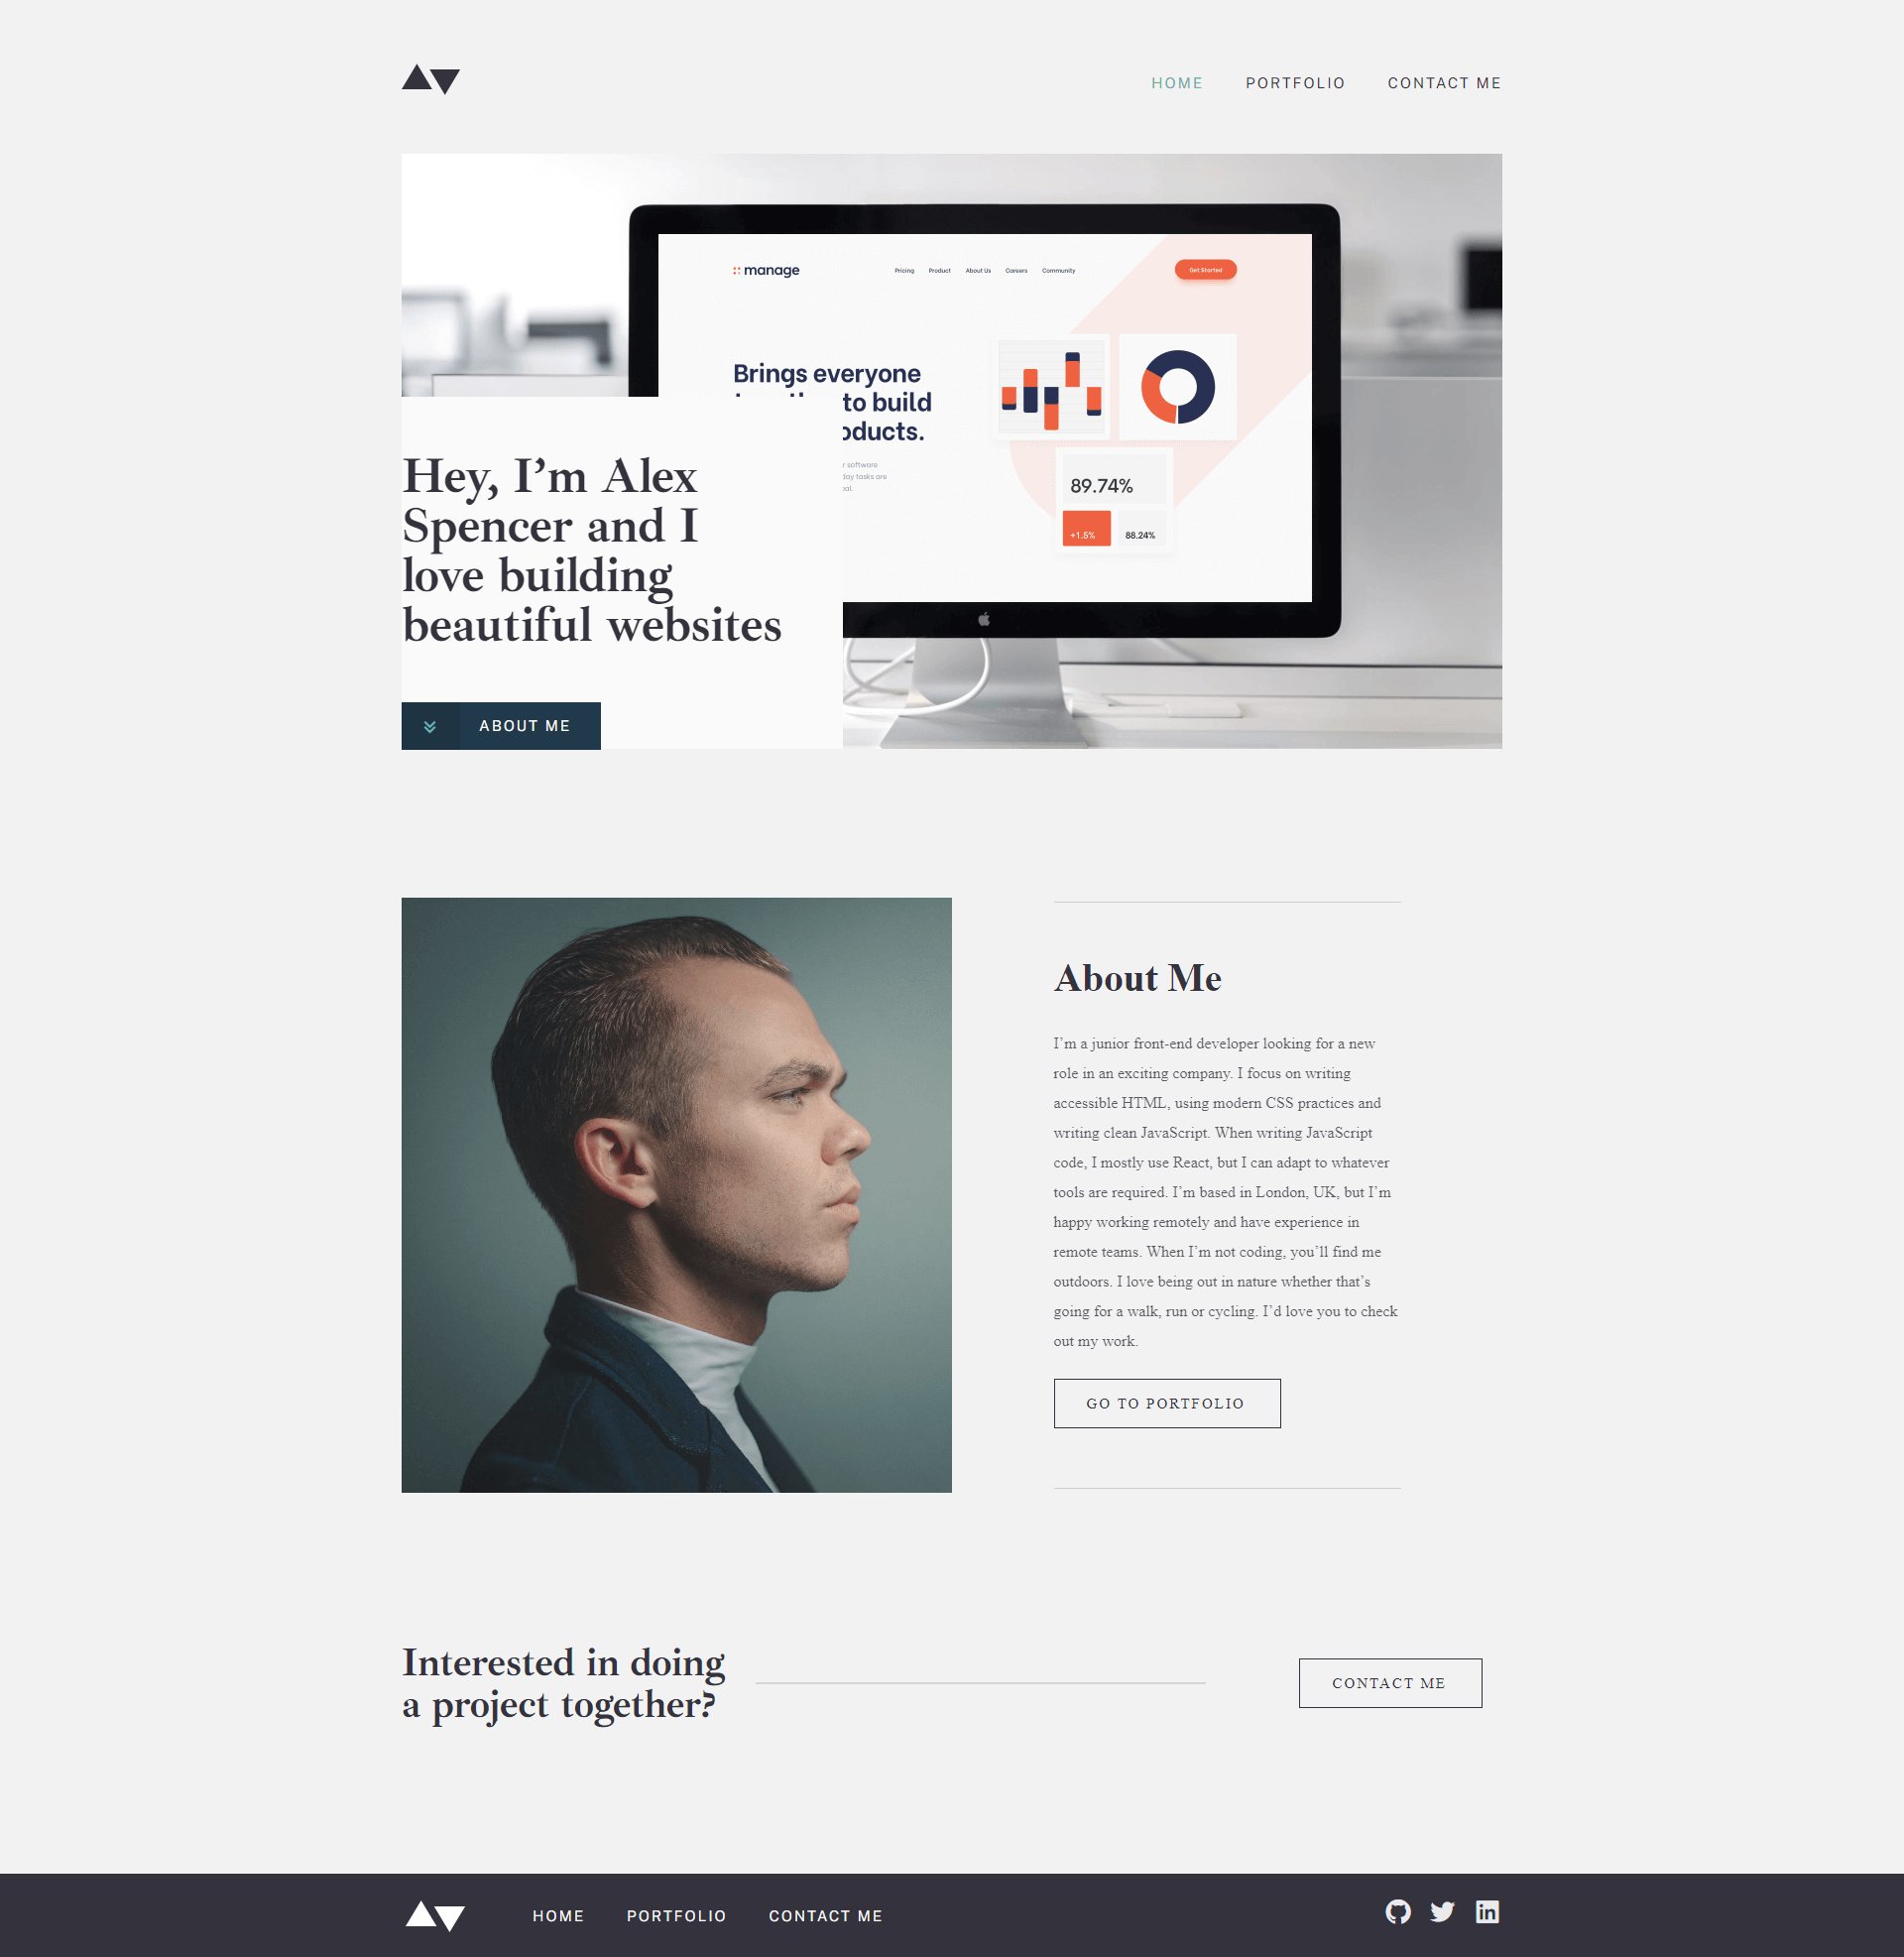 HOME PORTFOLIO CONTACT ME
manage
Pricing Product About Us Careers Community
Get Started
Brings everyone
to build
oducts.
r software
day tasks are
89.74%
+1.5% 88.24%
Hey, I’m Alex
Spencer and I
love building
beautiful websites
ABOUT ME
About Me
I’m a junior front-end developer looking for a new
role in an exciting company. I focus on writing
accessible HTML, using modern CSS practices and
writing clean JavaScript. When writing JavaScript
code, I mostly use React, but I can adapt to whatever
tools are required. I’m based in London, UK, but I’m
happy working remotely and have experience in
remote teams. When I’m not coding, you’ll find me
outdoors. I love being out in nature whether that’s
going for a walk, run or cycling. I’d love you to check
out my work.
GO TO PORTFOLIO
Interested in doing
a project together?
CONTACT ME
HOME PORTFOLIO CONTACT ME
in